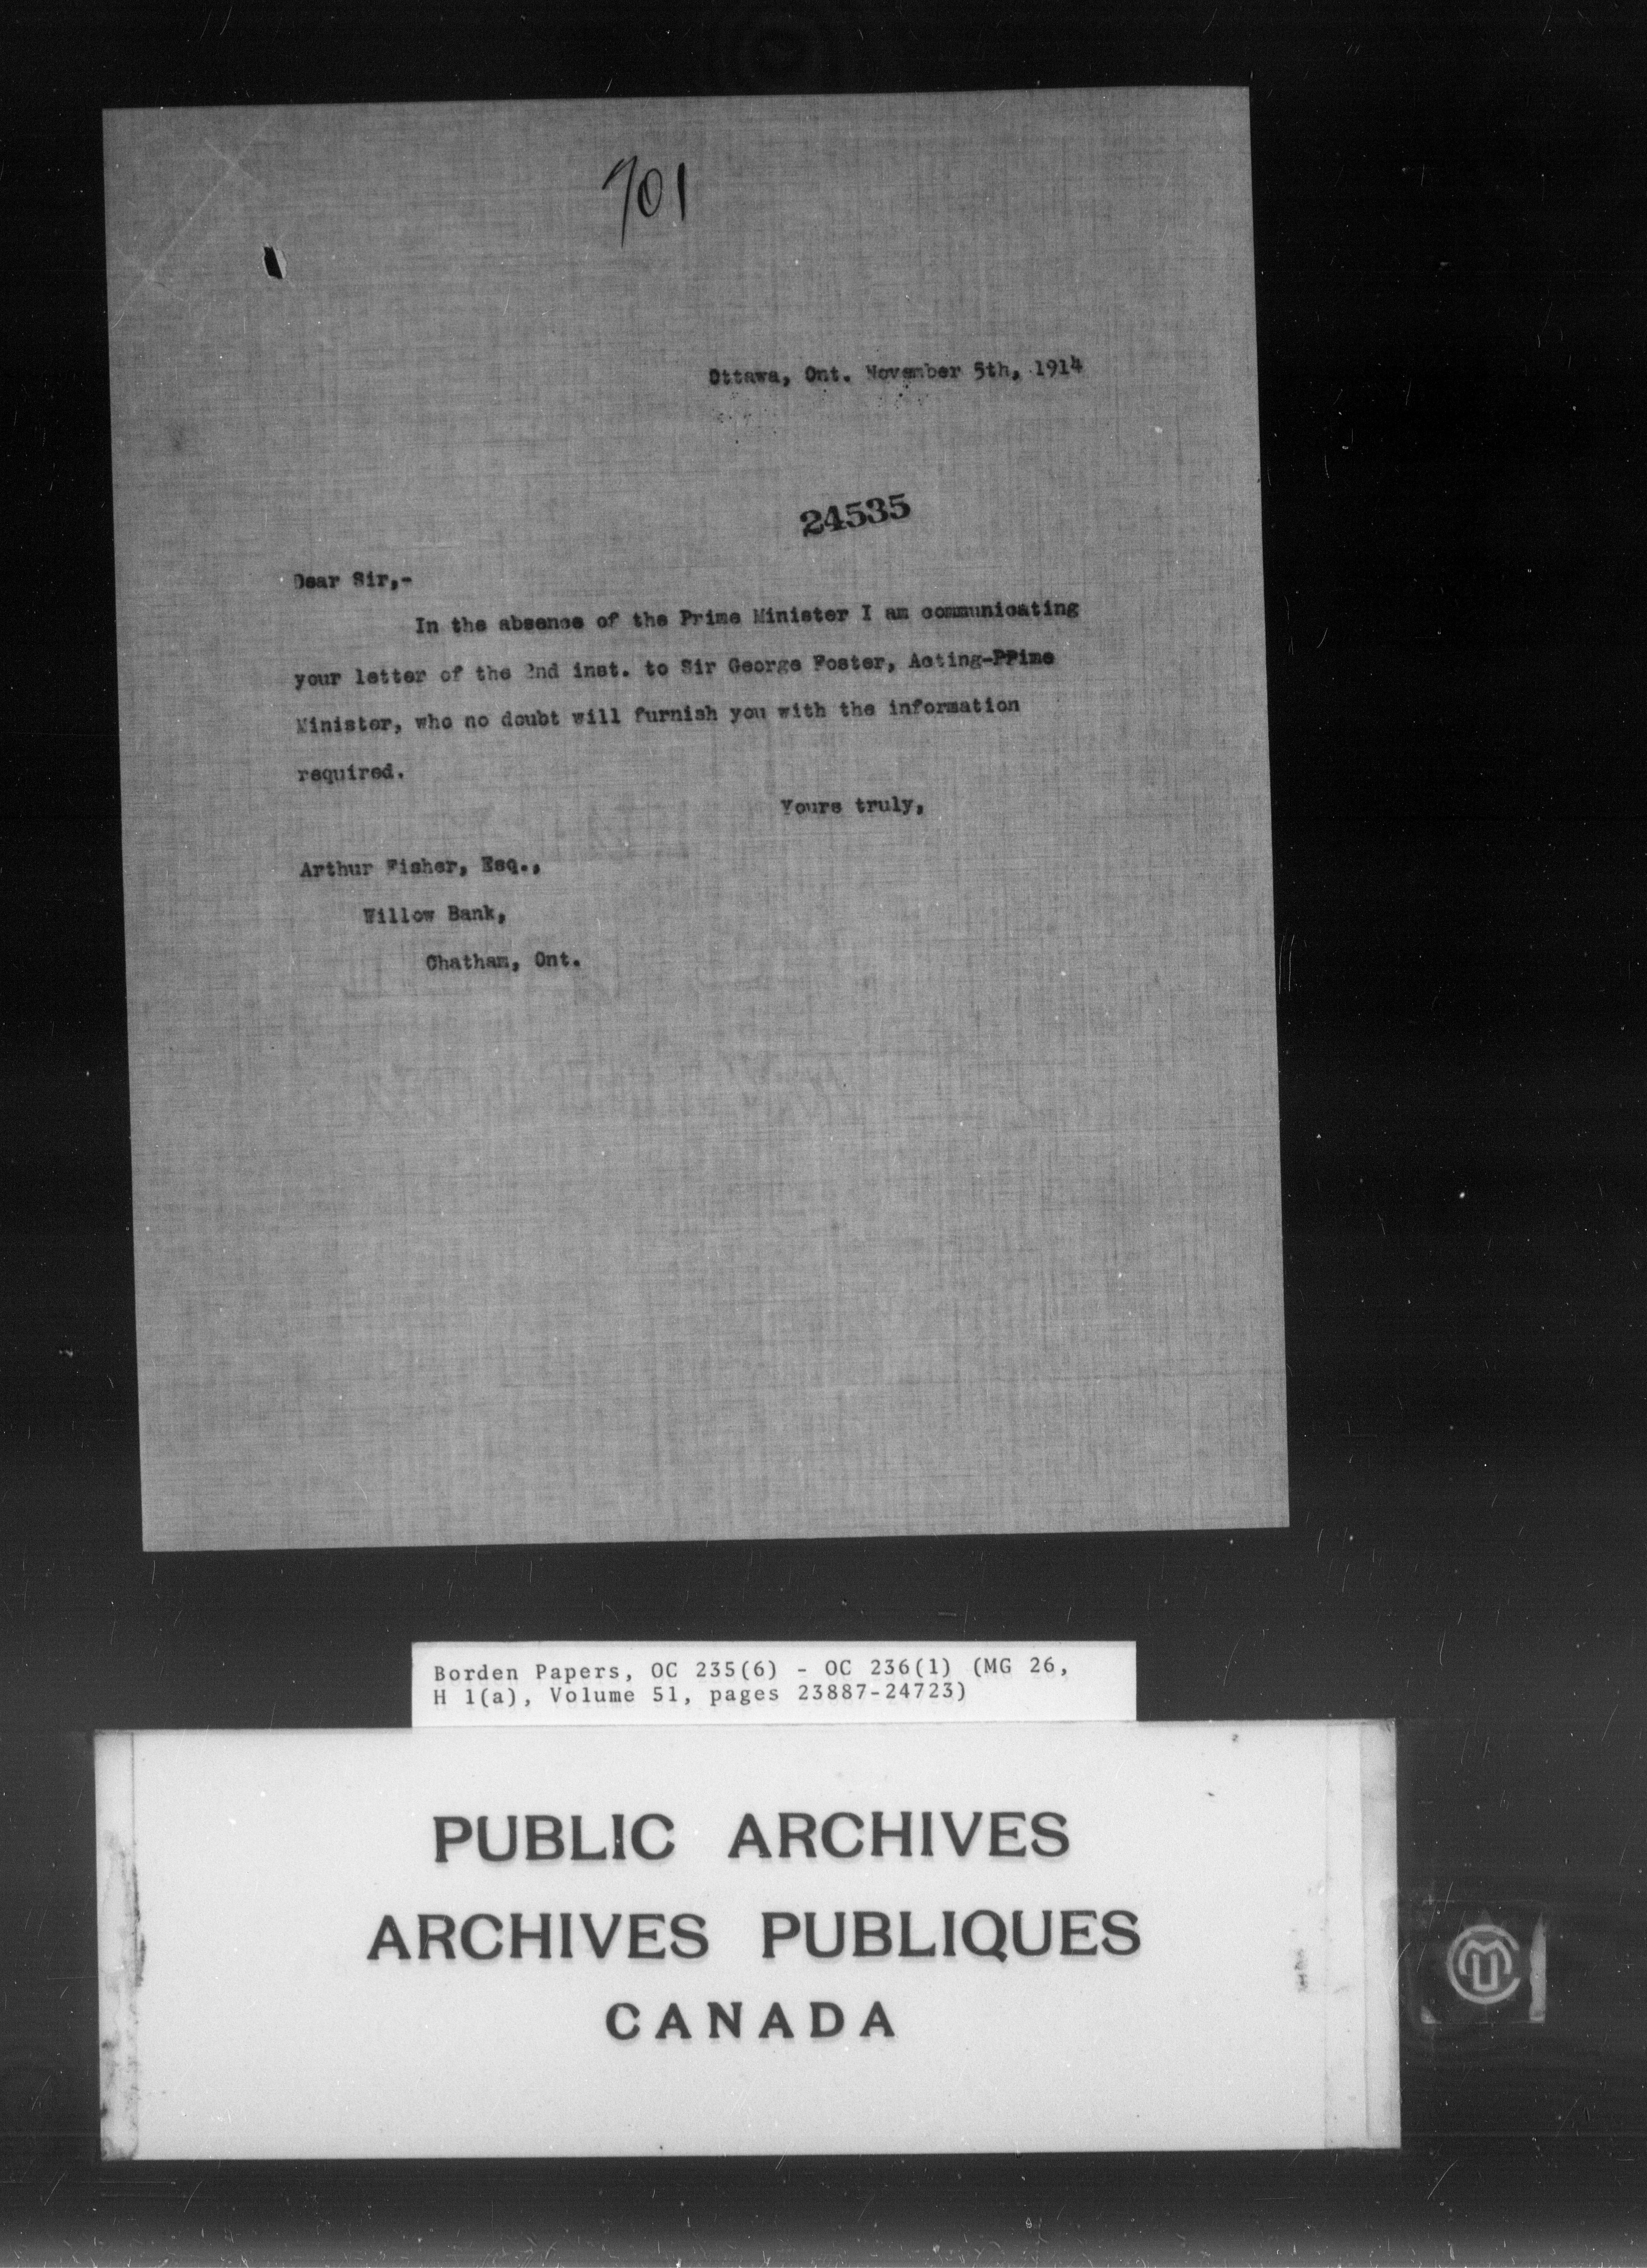 701
Ottawa, Ont. November 5th, 1914
24535
Dear Sir,-
In the absence of the Prime Minister I am communicating
your letter of the 2nd inst. to Sir George Foster, Acting-PPime
Minister, who no doubt will furnish you with the information
required.
Yours truly,
Arthur Fisher, Esq.,
Willow Bank,
Chatham, Ont.
Borden Papers, OC 235(6) - OC 236(1) (MG 26,
H 1(a), Volume 51, pages 23887-24723)
PUBLIC ARCHIVES
ARCHIVES PUBLIQUES
CANADA